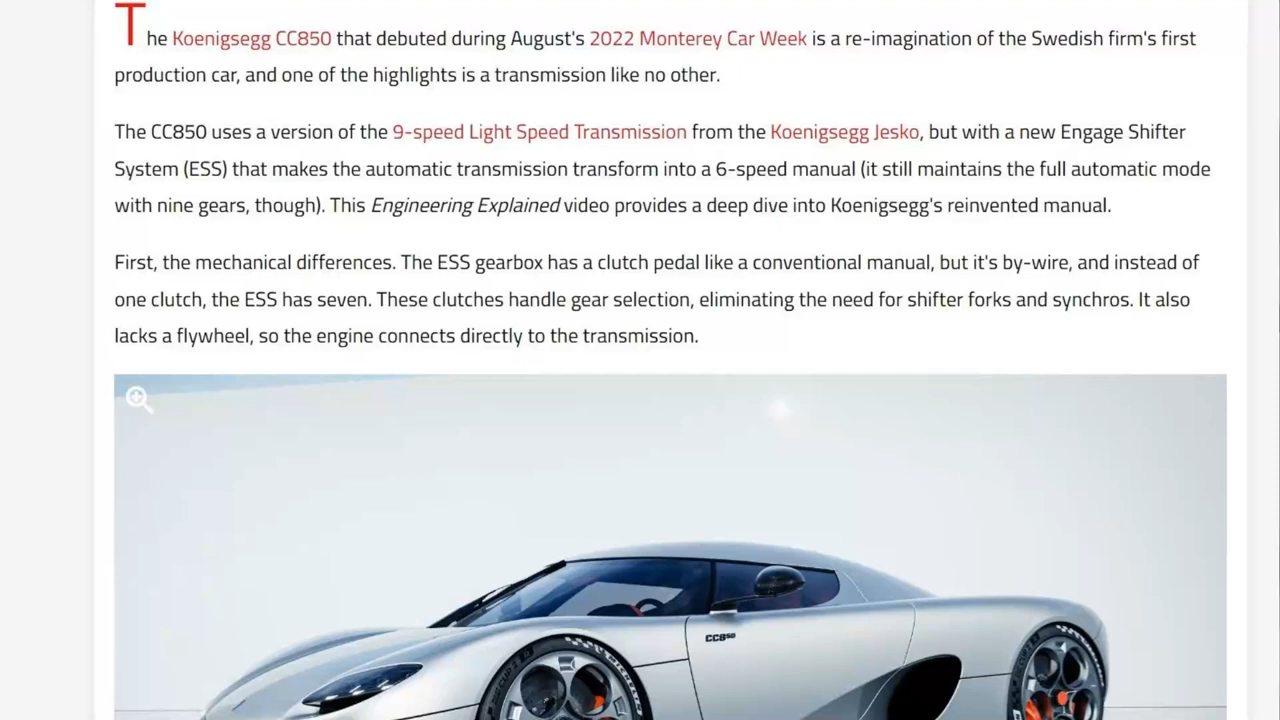 The Koenigsegg CC850 that debuted during August's 2022 Monterey Car Week is a re-imagination of the Swedish firm's first
production car, and one of the highlights is a transmission like no other.
The CC850 uses a version of the 9-speed Light Speed Transmission from the Koenigsegg Jesko, but with a new Engage Shifter
System (ESS) that makes the automatic transmission transform into a 6-speed manual (it still maintains the full automatic mode
with nine gears, though). This Engineering Explained video provides a deep dive into Koenigsegg's reinvented manual.
First, the mechanical differences. The ESS gearbox has a clutch pedal like a conventional manual, but it's by-wire, and instead of
one clutch, the ESS has seven. These clutches handle gear selection, eliminating the need for shifter forks and synchros. It also
lacks a flywheel, so the engine connects directly to the transmission.
CC850